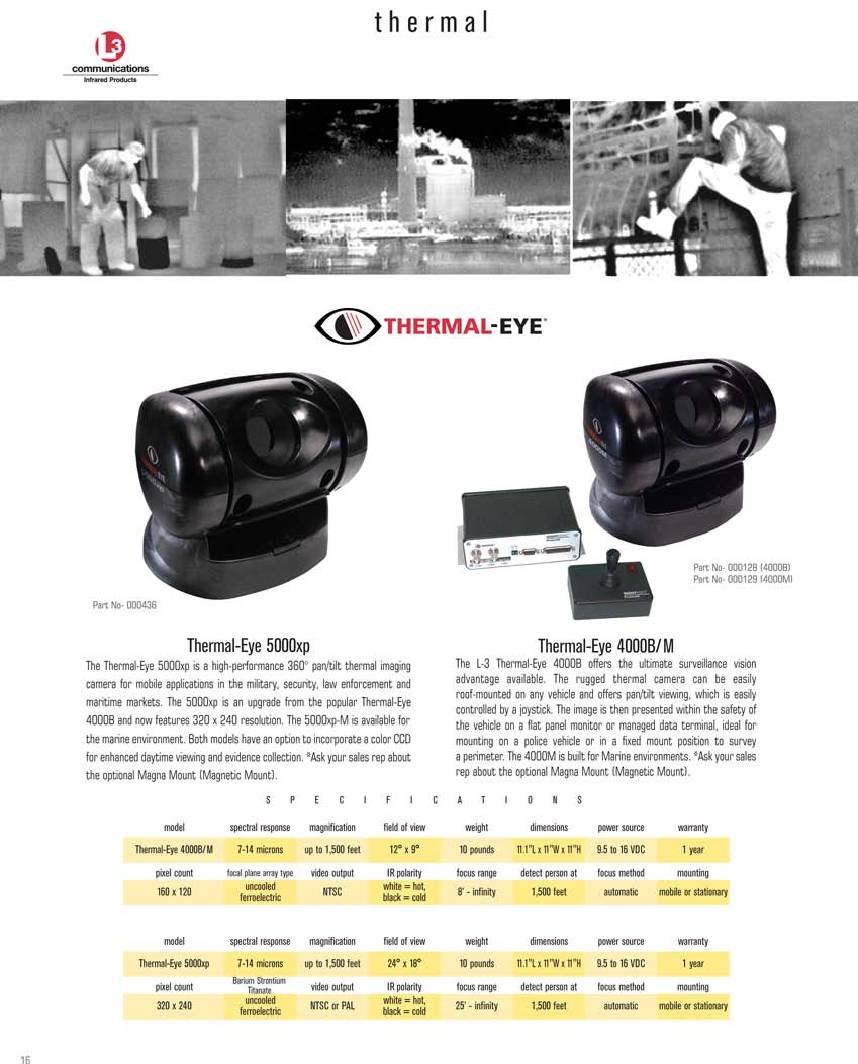 thermal
L3
communications
Infrared Products
THERMAL-EYE™
Part No- 000436
Part No- 000128 (4000B)
Part No- 000129 (4000M)
Thermal-Eye 5000xp
The Thermal-Eye 5000xp is a high-performance 360° pan/tilt thermal imaging
camera for mobile applications in the military, security, law enforcement and
maritime markets. The 5000xp is an upgrade from the popular Thermal-Eye
4000B and now features 320 x 240 resolution. The 5000xp-M is available for
the marine environment. Both models have an option to incorporate a color CCD
for enhanced daytime viewing and evidence collection. *Ask your sales rep about
the optional Magna Mount (Magnetic Mount).
Thermal-Eye 4000B/M
The L-3 Thermal-Eye 4000B offers the ultimate surveillance vision
advantage available. The rugged thermal camera can be easily
roof-mounted on any vehicle and offers pan/tilt viewing, which is easily
controlled by a joystick. The image is then presented within the safety of
the vehicle on a flat panel monitor or managed data terminal, ideal for
mounting on a police vehicle or in a fixed mount position to survey
a perimeter. The 4000M is built for Marine environments. *Ask your sales
rep about the optional Magna Mount (Magnetic Mount).
SPECIFICATIONS
model spectral response magnification field of view weight dimensions power source warranty
Thermal-Eye 4000B/M 7-14 microns up to 1,500 feet 12° x 9° 10 pounds 11.1"L x 11"W x 11"H 9.5 to 16 VDC 1 year
pixel count focal plane array type video output IR polarity focus range detect person at focus method mounting
160 x 120 uncooled ferroelectric NTSC white = hot, black = cold 8' - infinity 1,500 feet automatic mobile or stationary
model spectral response magnification field of view weight dimensions power source warranty
Thermal-Eye 5000xp 7-14 microns up to 1,500 feet 24° x 18° 10 pounds 11.1"L x 11"W x 11"H 9.5 to 16 VDC 1 year
pixel count Barium Strontium Titanate video output IR polarity focus range detect person at focus method mounting
320 x 240 uncooled ferroelectric NTSC or PAL white = hot, black = cold 25' - infinity 1,500 feet automatic mobile or stationary
16